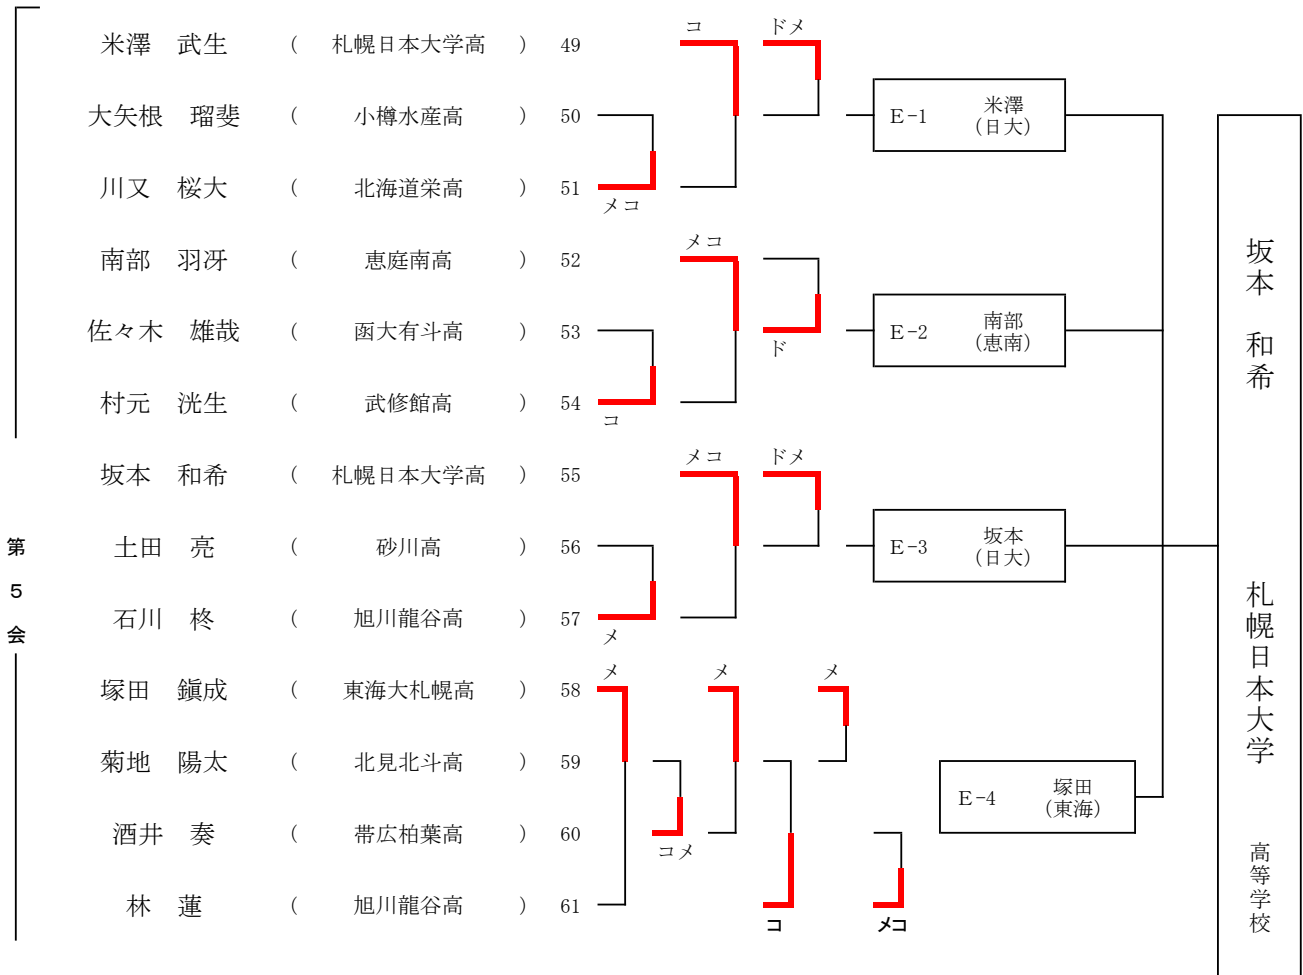 第5会
米澤 武生 ( 札幌日本大学高 ) 49 コ ドメ
大矢根 瑠斐 ( 小樽水産高 ) 50
E-1 米澤 (日大)
川又 桜大 ( 北海道栄高 ) 51 メコ
南部 羽冴 ( 恵庭南高 ) 52 メコ
佐々木 雄哉 ( 函大有斗高 ) 53 ド
E-2 南部 (恵南)
村元 洸生 ( 武修館高 ) 54 コ
坂本 和希 ( 札幌日本大学高 ) 55 メコ ドメ
土田 亮 ( 砂川高 ) 56
E-3 坂本 (日大)
石川 柊 ( 旭川龍谷高 ) 57 メ
塚田 鎭成 ( 東海大札幌高 ) 58 メ メ メ
菊地 陽太 ( 北見北斗高 ) 59
E-4 塚田 (東海)
酒井 奏 ( 帯広柏葉高 ) 60 コメ
林 蓮 ( 旭川龍谷高 ) 61 コ メコ
坂本 和希
札幌日本大学
高等学校